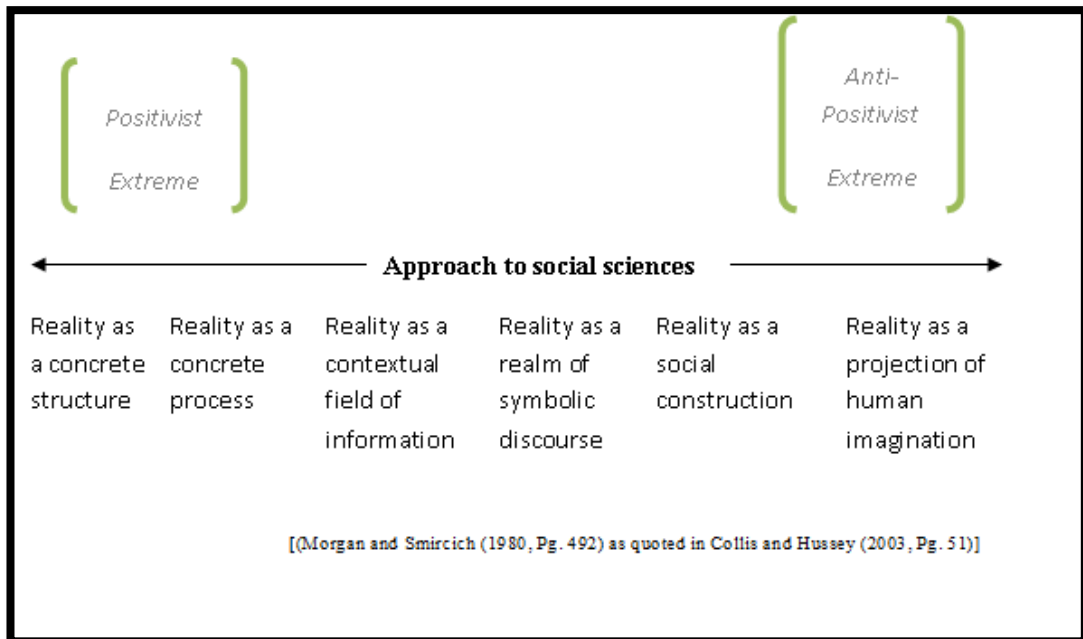 Positivist
Extreme
Anti-
Positivist
Extreme
Approach to social sciences
Reality as
a concrete
structure
Reality as a
concrete
process
Reality as a
contextual
field of
information
Reality as a
realm of
symbolic
discourse
Reality as a
social
construction
Reality as a
projection of
human
imagination
[(Morgan and Smircich (1980, Pg. 492) as quoted in Collis and Hussey (2003, Pg. 51)]